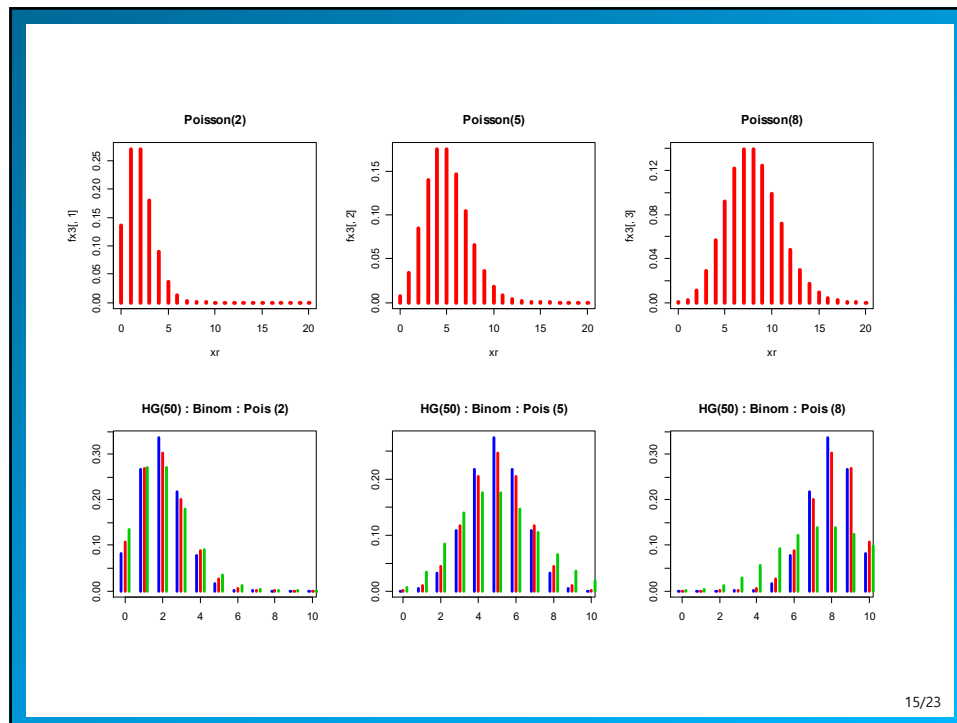 Poisson(2)
fx3[, 1]
0.00 0.05 0.10 0.15 0.20 0.25
0 5 10 15 20
xr
Poisson(5)
fx3[, 2]
0.00 0.05 0.10 0.15
0 5 10 15 20
xr
Poisson(8)
fx3[, 3]
0.00 0.04 0.08 0.12
0 5 10 15 20
xr
HG(50) : Binom : Pois (2)
0.00 0.10 0.20 0.30
0 2 4 6 8 10
HG(50) : Binom : Pois (5)
0.00 0.10 0.20
0 2 4 6 8 10
HG(50) : Binom : Pois (8)
0.00 0.10 0.20 0.30
0 2 4 6 8 10
15/23